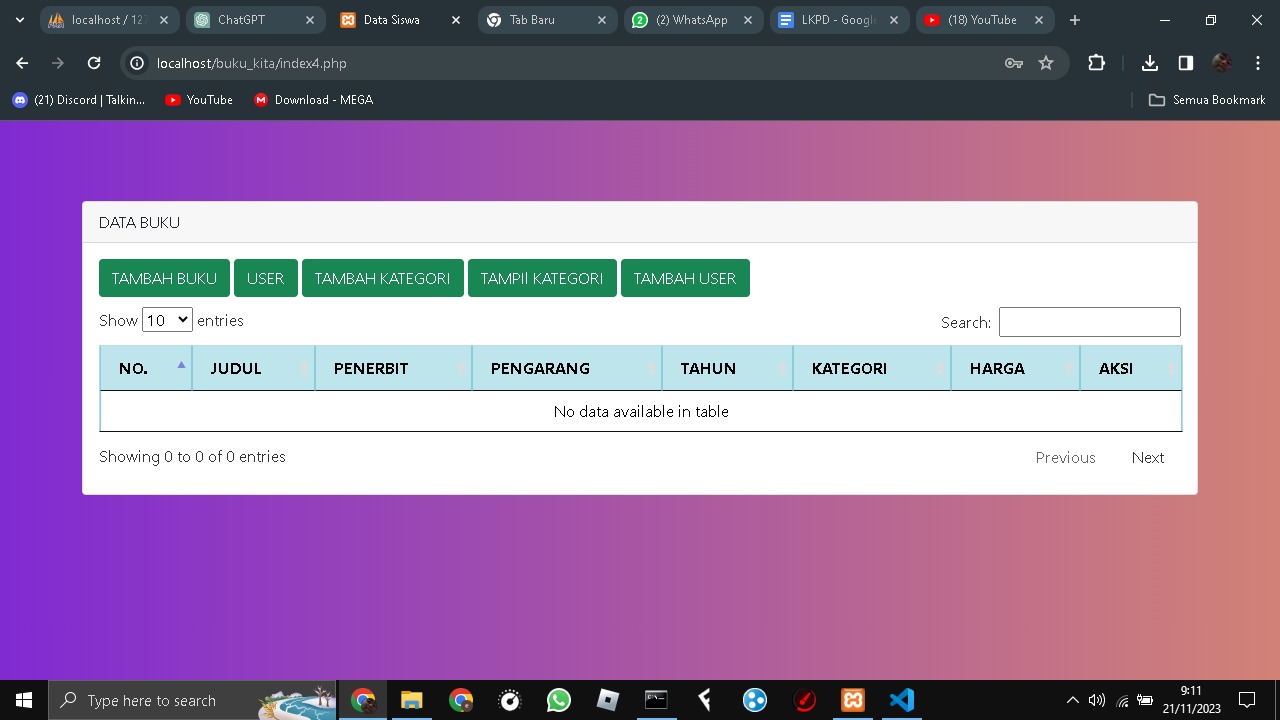 localhost / 127
ChatGPT
Data Siswa
Tab Baru
(2) WhatsApp
LKPD - Google
(18) YouTube
localhost/buku_kita/index4.php
(21) Discord | Talkin...
YouTube
Download - MEGA
Semua Bookmark
DATA BUKU
TAMBAH BUKU USER TAMBAH KATEGORI TAMPIl KATEGORI TAMBAH USER
Show 10 entries
Search:
NO. JUDUL PENERBIT PENGARANG TAHUN KATEGORI HARGA AKSI
No data available in table
Showing 0 to 0 of 0 entries
Previous Next
Type here to search
9:11
21/11/2023